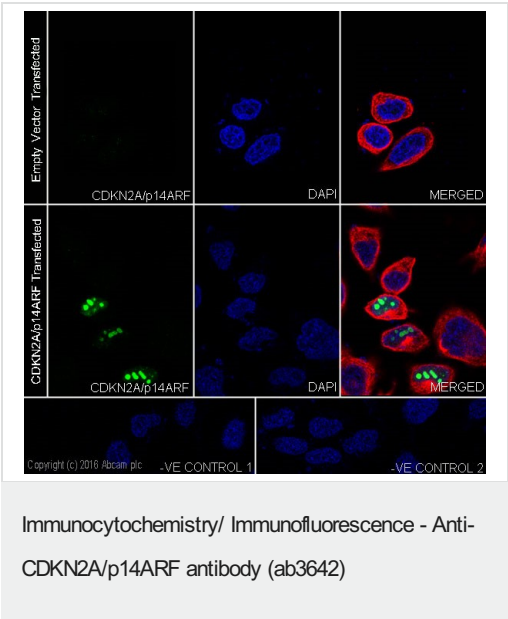 Empty Vector Transfected
CDKN2A/p14ARF
DAPI
MERGED
CDKN2A/p14ARF Transfected
CDKN2A/p14ARF
DAPI
MERGED
Copyright (c) 2016 Abcam plc
-VE CONTROL 1
-VE CONTROL 2
Immunocytochemistry/ Immunofluorescence - Anti-
CDKN2A/p14ARF antibody (ab3642)